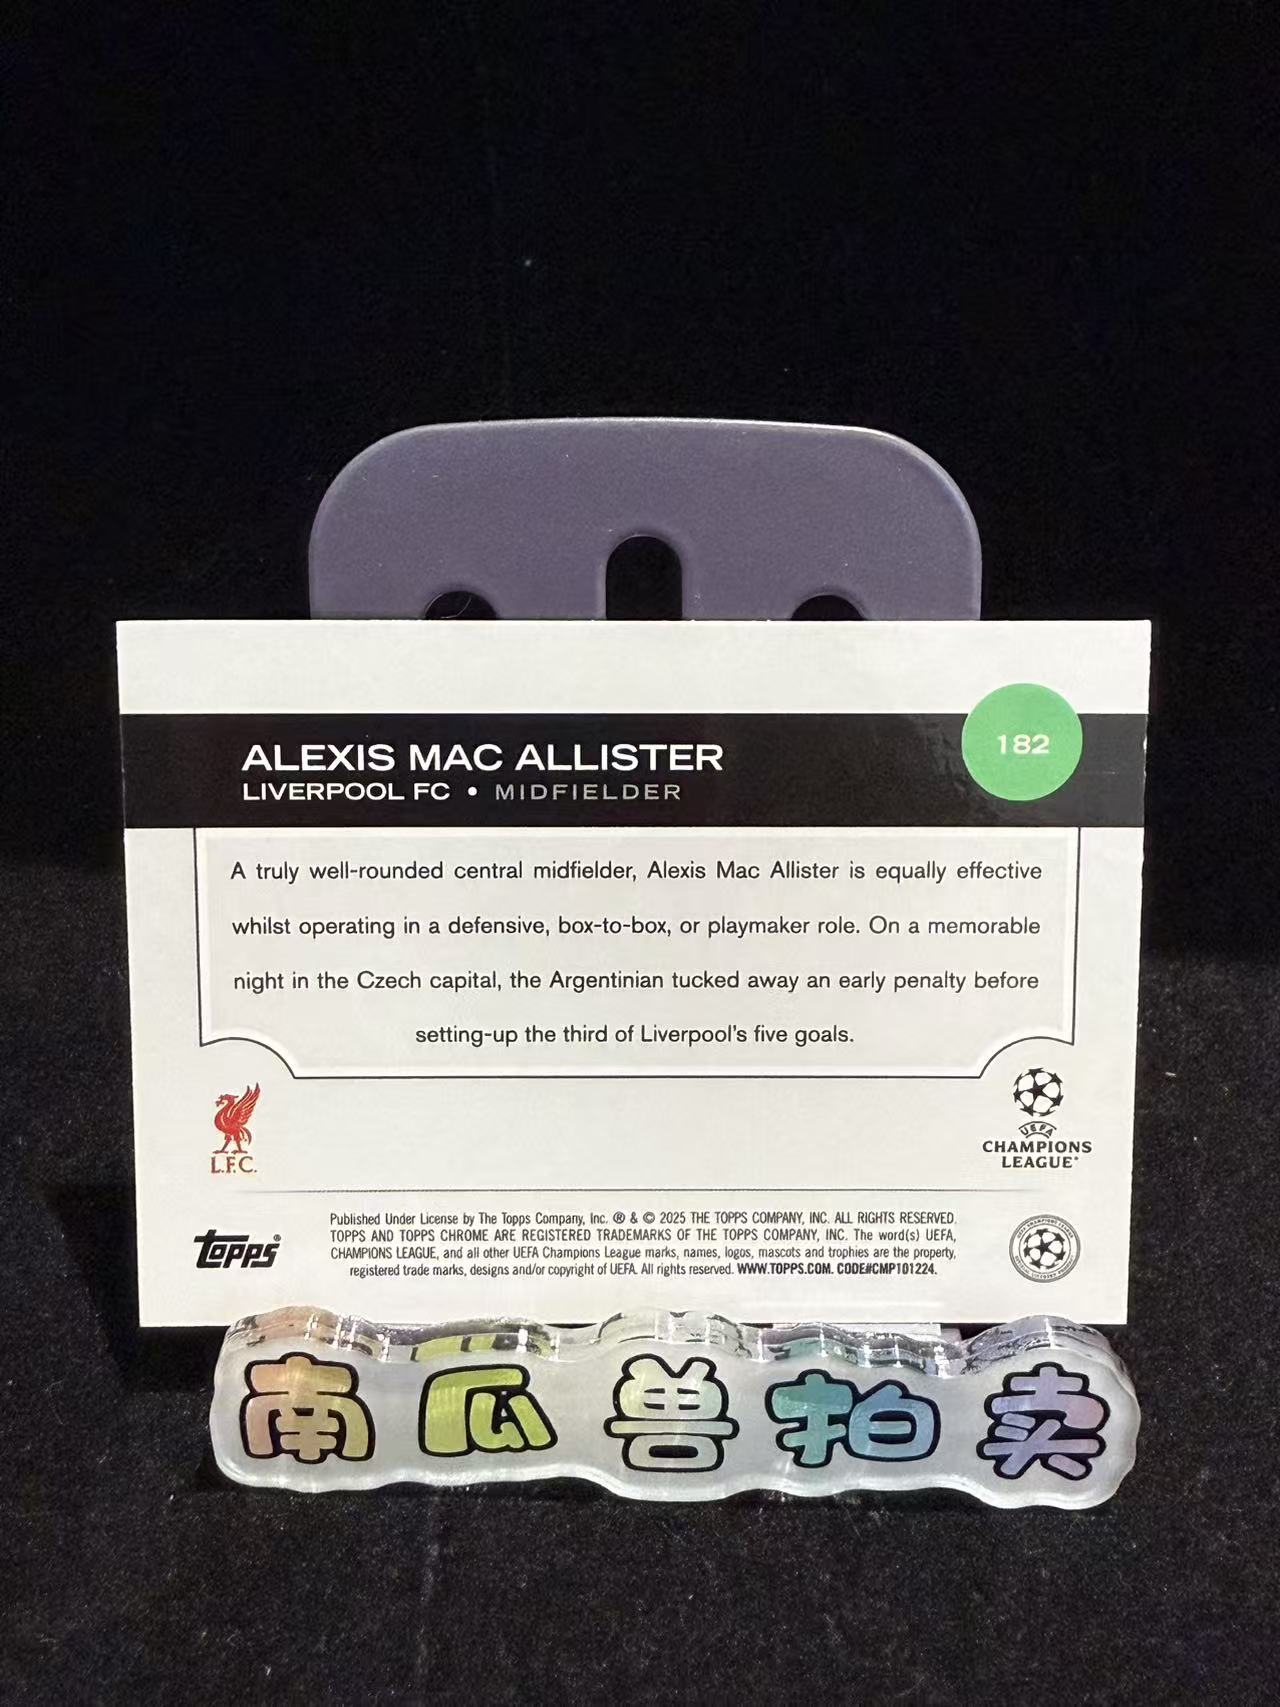 ALEXIS MAC ALLISTER
LIVERPOOL FC • MIDFIELDER
182
A truly well-rounded central midfielder, Alexis Mac Allister is equally effective
whilst operating in a defensive, box-to-box, or playmaker role. On a memorable
night in the Czech capital, the Argentinian tucked away an early penalty before
setting-up the third of Liverpool's five goals.
L.F.C.
UEFA
CHAMPIONS
LEAGUE®
topps®
Published Under License by The Topps Company, Inc. ® & © 2025 THE TOPPS COMPANY, INC. ALL RIGHTS RESERVED.
TOPPS AND TOPPS CHROME ARE REGISTERED TRADEMARKS OF THE TOPPS COMPANY, INC. The word(s) UEFA,
CHAMPIONS LEAGUE, and all other UEFA Champions League marks, names, logos, mascots and trophies are the property,
registered trade marks, designs and/or copyright of UEFA. All rights reserved. WWW.TOPPS.COM. CODE#CMP101224.
南瓜兽拍卖